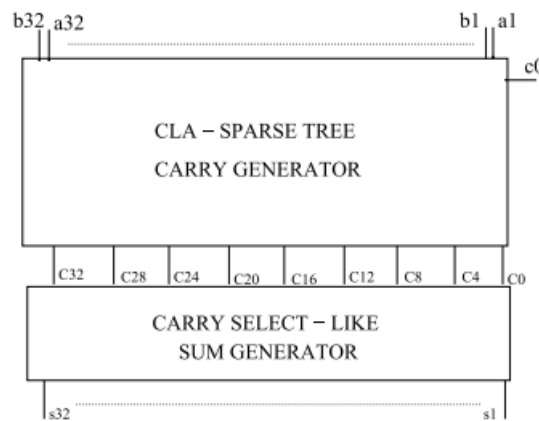 b32 a32 b1 a1
c0
CLA – SPARSE TREE
CARRY GENERATOR
C32 C28 C24 C20 C16 C12 C8 C4 C0
CARRY SELECT – LIKE
SUM GENERATOR
s32 s1